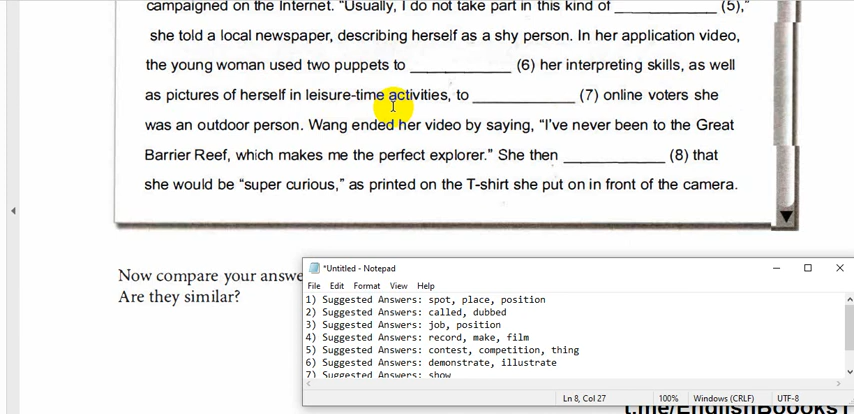 campaigned on the Internet. "Usually, I do not take part in this kind of ____________ (5),"
she told a local newspaper, describing herself as a shy person. In her application video,
the young woman used two puppets to ____________ (6) her interpreting skills, as well
as pictures of herself in leisure-time activities, to ____________ (7) online voters she
was an outdoor person. Wang ended her video by saying, "I've never been to the Great
Barrier Reef, which makes me the perfect explorer." She then ____________ (8) that
she would be "super curious," as printed on the T-shirt she put on in front of the camera.
Now compare your answe
Are they similar?
*Untitled - Notepad
File Edit Format View Help
1) Suggested Answers: spot, place, position
2) Suggested Answers: called, dubbed
3) Suggested Answers: job, position
4) Suggested Answers: record, make, film
5) Suggested Answers: contest, competition, thing
6) Suggested Answers: demonstrate, illustrate
7) Suggested Answers: show
Ln 8, Col 27 100% Windows (CRLF) UTF-8
t.me/EnglishBoooks1